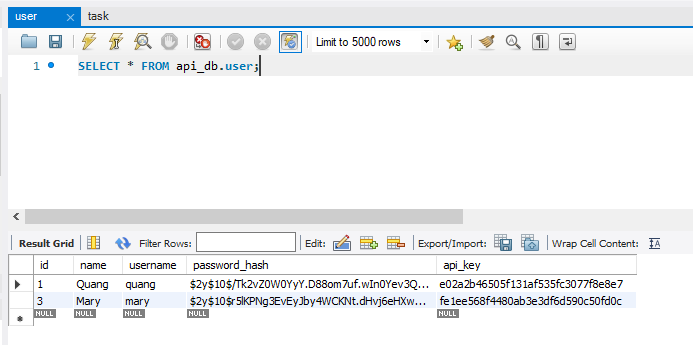 user task
Limit to 5000 rows
1 SELECT * FROM api_db.user;
Result Grid Filter Rows: Edit: Export/Import: Wrap Cell Content:
id name username password_hash api_key
1 Quang quang $2y$10$/Tk2vZ0W0YyY.D88om7uf.wIn0Yev3Q... e02a2b46505f131af535fc3077f8e8e7
3 Mary mary $2y$10$r5lKPNg3EvEyJby4WCKNt.dHvj6eHXw... fe1ee568f4480ab3e3df6d590c50fd0c
NULL NULL NULL NULL NULL